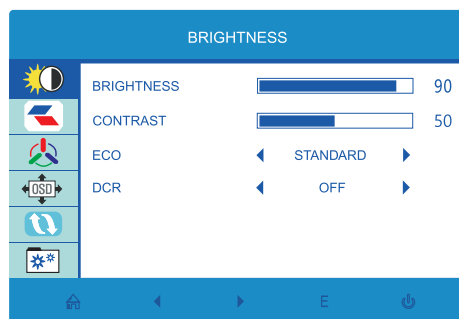 BRIGHTNESS
BRIGHTNESS 90
CONTRAST 50
ECO STANDARD
DCR OFF
OSD
E